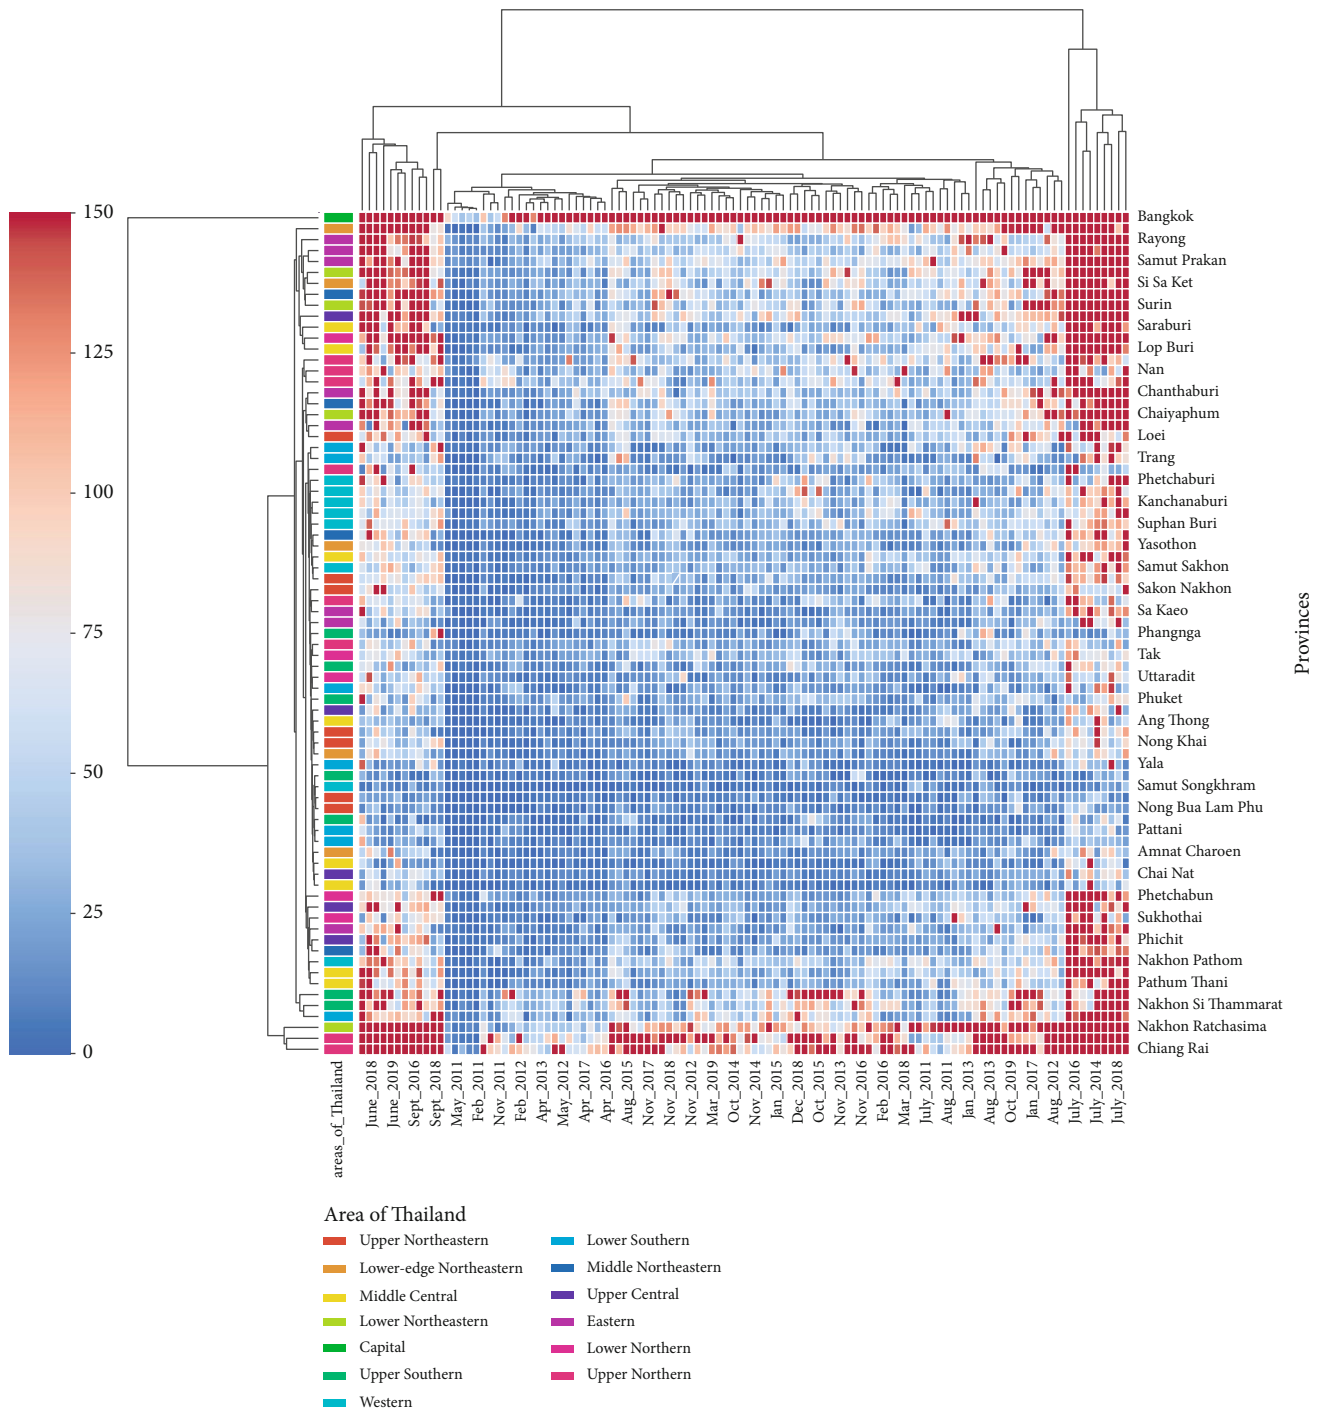 150
125
100
75
50
25
0
Bangkok
Rayong
Samut Prakan
Si Sa Ket
Surin
Saraburi
Lop Buri
Nan
Chanthaburi
Chaiyaphum
Loei
Trang
Phetchaburi
Kanchanaburi
Suphan Buri
Yasothon
Samut Sakhon
Sakon Nakhon
Sa Kaeo
Phangnga
Tak
Uttaradit
Phuket
Ang Thong
Nong Khai
Yala
Samut Songkhram
Nong Bua Lam Phu
Pattani
Amnat Charoen
Chai Nat
Phetchabun
Sukhothai
Phichit
Nakhon Pathom
Pathum Thani
Nakhon Si Thammarat
Nakhon Ratchasima
Chiang Rai
Provinces
areas_of_Thailand
June_2018
June_2019
Sept_2016
Sept_2018
May_2011
Feb_2011
Nov_2011
Feb_2012
Apr_2013
May_2012
Apr_2017
Apr_2016
Aug_2015
Nov_2017
Nov_2018
Nov_2012
Mar_2019
Oct_2014
Nov_2014
Jan_2015
Dec_2018
Oct_2015
Nov_2013
Nov_2016
Feb_2016
Mar_2018
July_2011
Aug_2011
Jan_2013
Aug_2013
Oct_2019
Jan_2017
Aug_2012
July_2016
July_2014
July_2018
Area of Thailand
Upper Northeastern
Lower-edge Northeastern
Middle Central
Lower Northeastern
Capital
Upper Southern
Western
Lower Southern
Middle Northeastern
Upper Central
Eastern
Lower Northern
Upper Northern